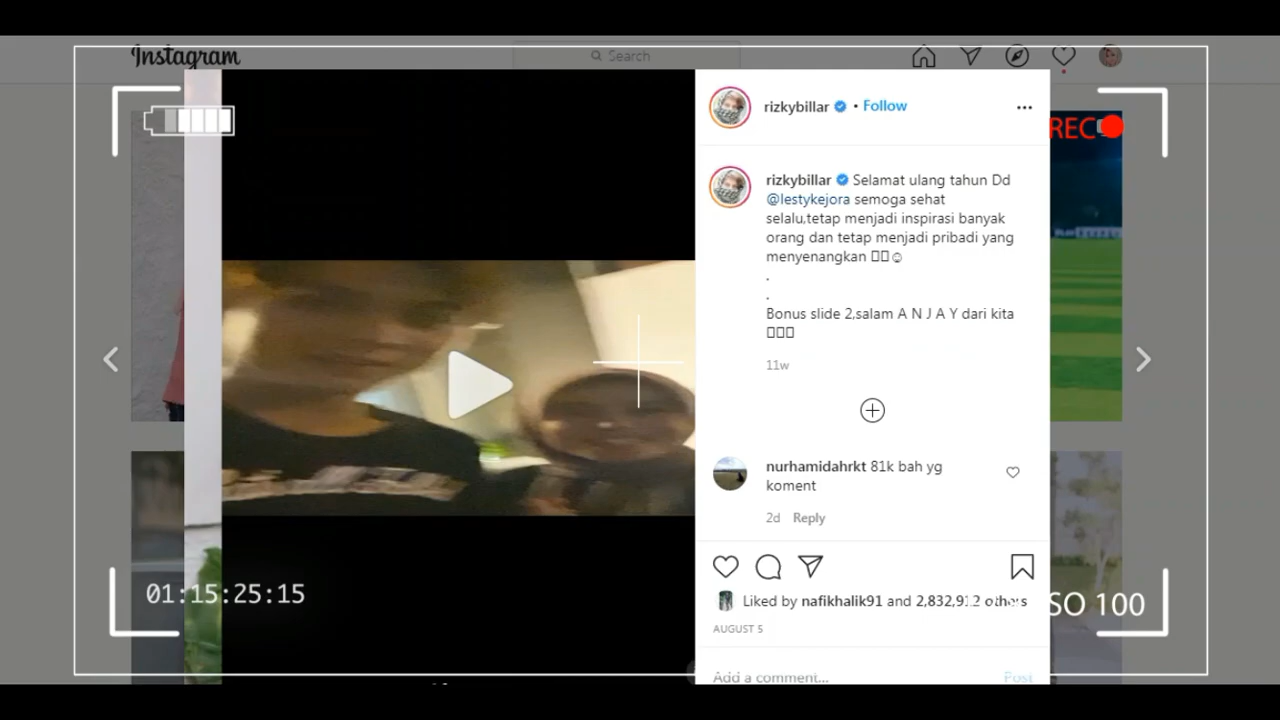 Instagram
Search
REC
rizkybillar • Follow
rizkybillar Selamat ulang tahun Dd
@lestykejora semoga sehat
selalu,tetap menjadi inspirasi banyak
orang dan tetap menjadi pribadi yang
menyenangkan 
.
.
Bonus slide 2,salam A N J A Y dari kita
11w
nurhamidahrkt 81k bah yg
koment
2d Reply
01:15:25:15
Liked by nafikhalik91 and 2,832,912 others
SO 100
AUGUST 5
Add a comment...
Post